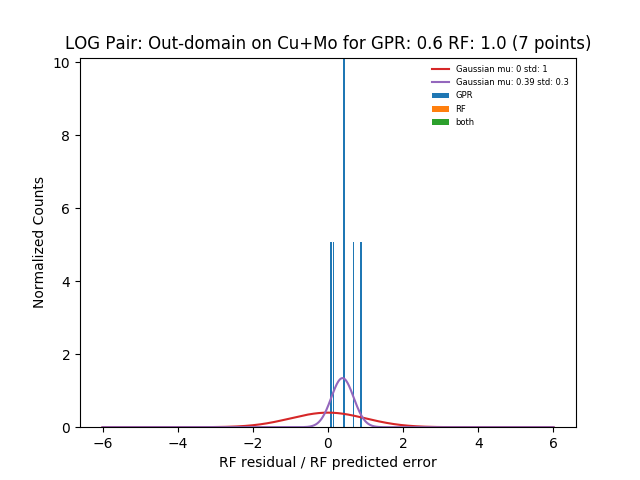 LOG Pair: Out-domain on Cu+Mo for GPR: 0.6 RF: 1.0 (7 points)
Gaussian mu: 0 std: 1
Gaussian mu: 0.39 std: 0.3
GPR
RF
both
Normalized Counts
10
8
6
4
2
0
−6 −4 −2 0 2 4 6
RF residual / RF predicted error